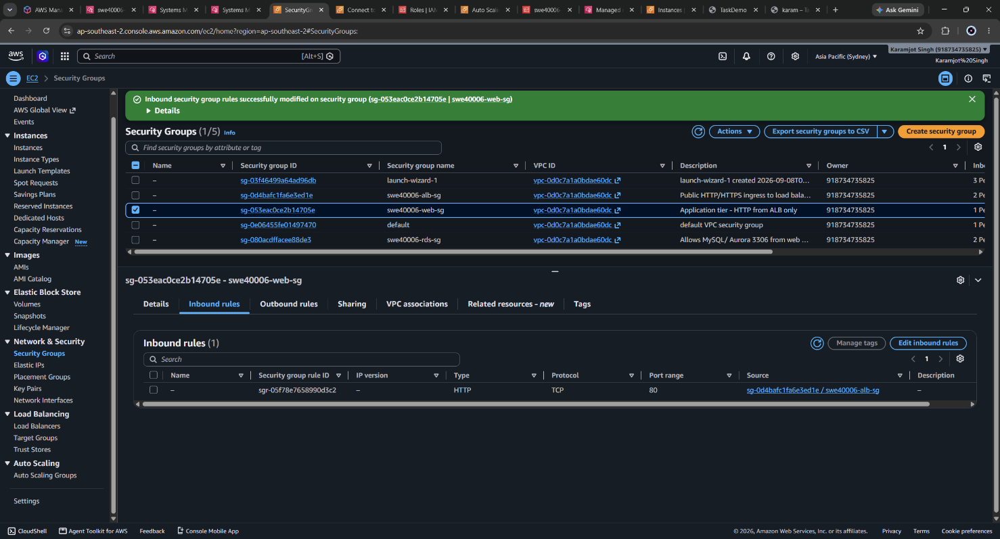 AWS Mana
swe40006-
Systems M
Systems M
SecurityGr
Connect to
Roles | IAM
Auto Scali
swe40006-
Managed
Instances
TaskDemo
karam – Ta
Ask Gemini
ap-southeast-2.console.aws.amazon.com/ec2/home?region=ap-southeast-2#SecurityGroups:
aws
Search
[Alt+S]
Asia Pacific (Sydney)
Karamjot Singh (918734735825)
Karamjot%20Singh
EC2
Security Groups
Dashboard
AWS Global View
Events
Instances
Instances
Instance Types
Launch Templates
Spot Requests
Savings Plans
Reserved Instances
Dedicated Hosts
Capacity Reservations
Capacity Manager New
Images
AMIs
AMI Catalog
Elastic Block Store
Volumes
Snapshots
Lifecycle Manager
Network & Security
Security Groups
Elastic IPs
Placement Groups
Key Pairs
Network Interfaces
Load Balancing
Load Balancers
Target Groups
Trust Stores
Auto Scaling
Auto Scaling Groups
Settings
Inbound security group rules successfully modified on security group (sg-053eac0ce2b14705e | swe40006-web-sg)
Details
Security Groups (1/5) Info
Actions
Export security groups to CSV
Create security group
Find security groups by attribute or tag
1
Name Security group ID Security group name VPC ID Description Owner Inbo
– sg-03f46499a64ad96db launch-wizard-1 vpc-0d0c7a1a0bdae60dc launch-wizard-1 created 2026-09-08T0... 918734735825 3 Pe
– sg-0d4bafc1fa6e3ed1e swe40006-alb-sg vpc-0d0c7a1a0bdae60dc Public HTTP/HTTPS ingress to load bala... 918734735825 2 Pe
– sg-053eac0ce2b14705e swe40006-web-sg vpc-0d0c7a1a0bdae60dc Application tier - HTTP from ALB only 918734735825 1 Pe
– sg-0e06455fe01497470 default vpc-0d0c7a1a0bdae60dc default VPC security group 918734735825 1 Pe
– sg-080acdffacee88de3 swe40006-rds-sg vpc-0d0c7a1a0bdae60dc Allows MySQL/ Aurora 3306 from web ... 918734735825 2 Pe
sg-053eac0ce2b14705e - swe40006-web-sg
Details
Inbound rules
Outbound rules
Sharing
VPC associations
Related resources - new
Tags
Inbound rules (1)
Manage tags
Edit inbound rules
Search
1
Name Security group rule ID IP version Type Protocol Port range Source Description
– sgr-05f78e7658990d3c2 – HTTP TCP 80 sg-0d4bafc1fa6e3ed1e / swe40006-alb-sg –
CloudShell
Agent Toolkit for AWS
Feedback
Console Mobile App
© 2026, Amazon Web Services, Inc. or its affiliates.
Privacy
Terms
Cookie preferences